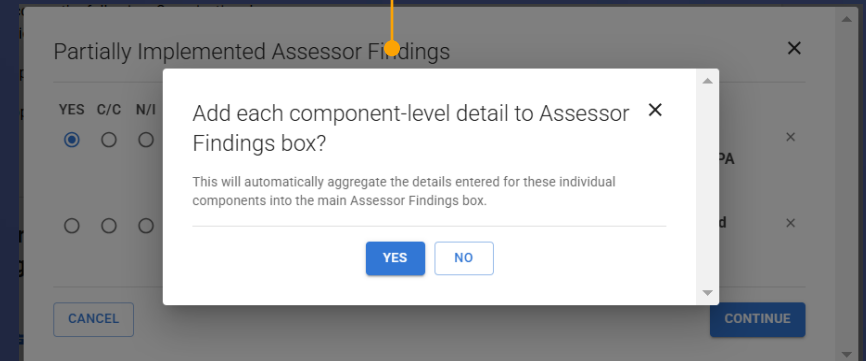 Partially Implemented Assessor Findings
YES C/C N/I
Add each component-level detail to Assessor
Findings box?
This will automatically aggregate the details entered for these individual
components into the main Assessor Findings box.
YES NO
CANCEL CONTINUE